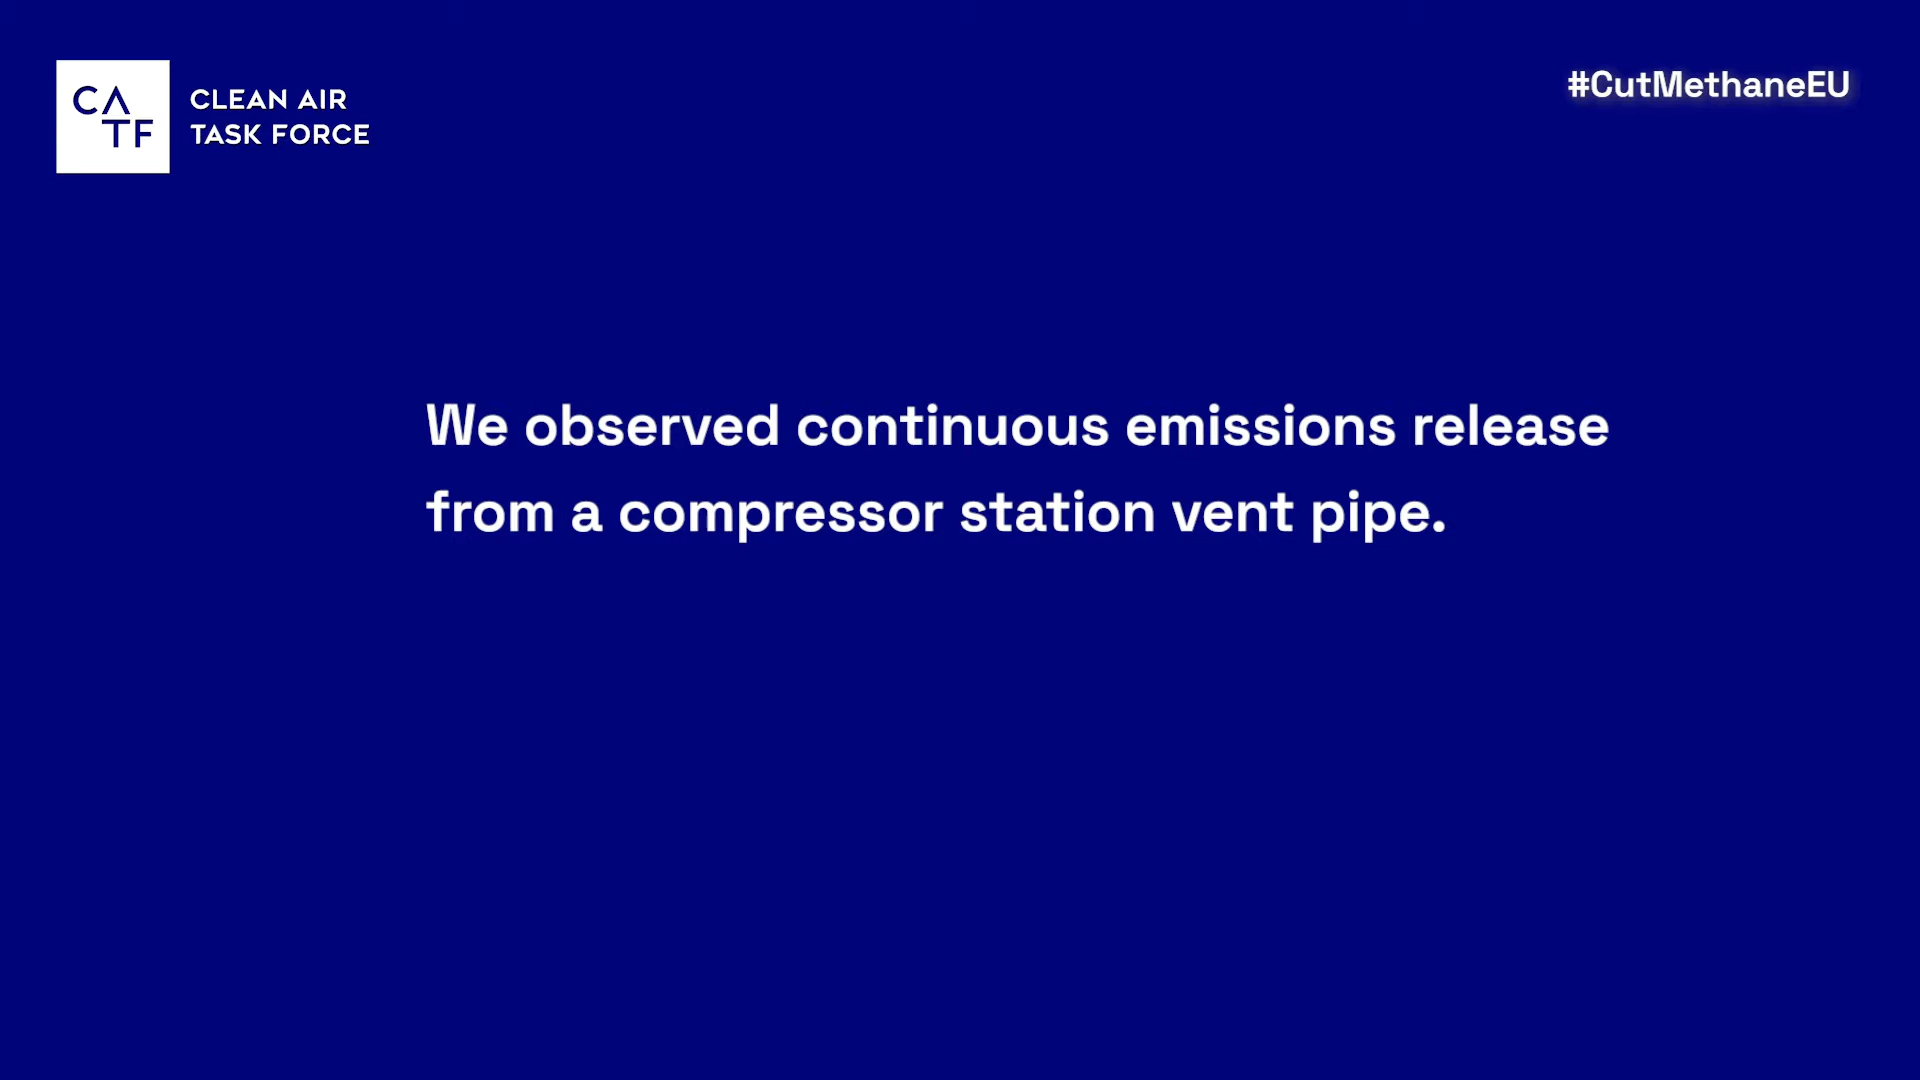 CA
TF
CLEAN AIR
TASK FORCE
#CutMethaneEU
We observed continuous emissions release
from a compressor station vent pipe.